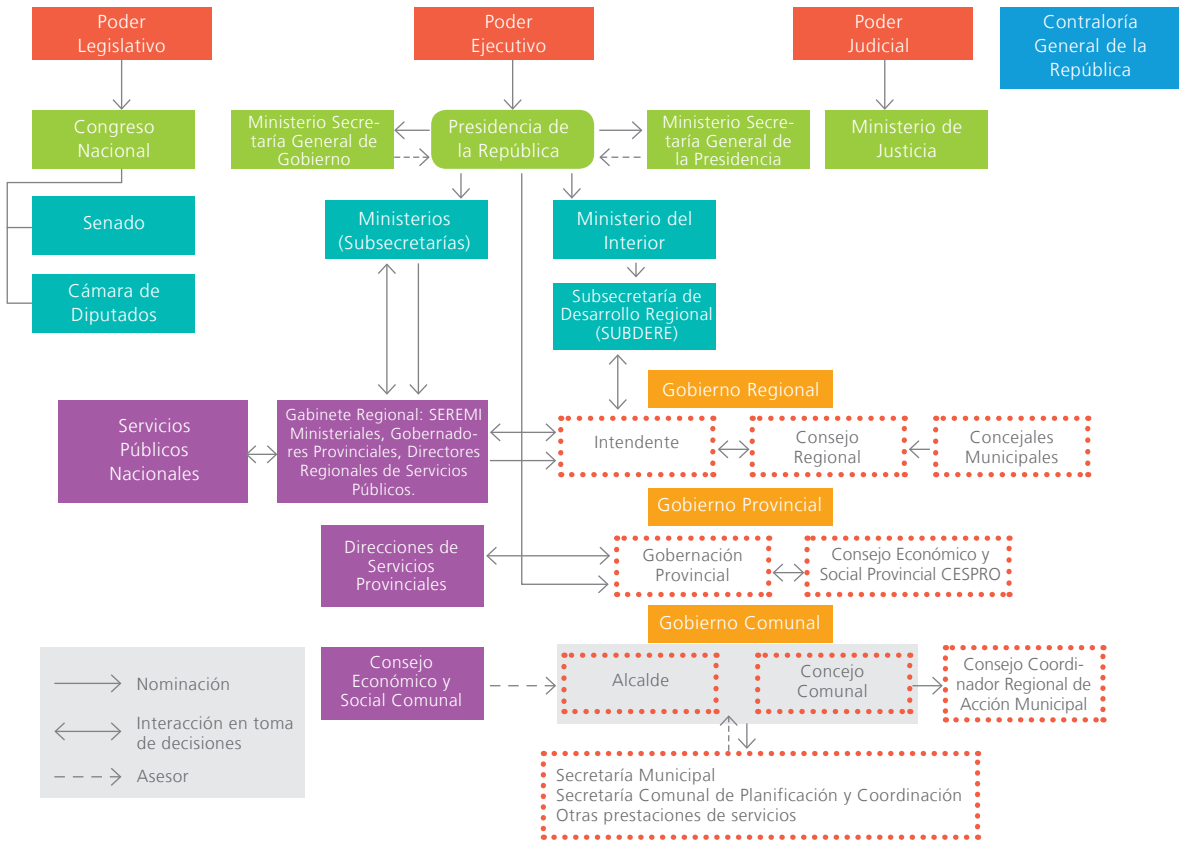 Poder
Legislativo
Poder
Ejecutivo
Poder
Judicial
Contraloría
General de la
República
Congreso
Nacional
Ministerio Secre-
taría General de
Gobierno
Presidencia de
la República
Ministerio Secre-
taría General de
la Presidencia
Ministerio de
Justicia
Senado
Cámara de
Diputados
Ministerios
(Subsecretarías)
Ministerio del
Interior
Subsecretaría de
Desarrollo Regional
(SUBDERE)
Gobierno Regional
Servicios
Públicos
Nacionales
Gabinete Regional: SEREMI
Ministeriales, Gobernado-
res Provinciales, Directores
Regionales de Servicios
Públicos.
Intendente
Consejo
Regional
Concejales
Municipales
Gobierno Provincial
Direcciones de
Servicios
Provinciales
Gobernación
Provincial
Consejo Económico y
Social Provincial CESPRO
Gobierno Comunal
Consejo
Económico y
Social Comunal
Alcalde
Concejo
Comunal
Consejo Coordi-
nador Regional de
Acción Municipal
Nominación
Interacción en toma
de decisiones
Asesor
Secretaría Municipal
Secretaría Comunal de Planificación y Coordinación
Otras prestaciones de servicios